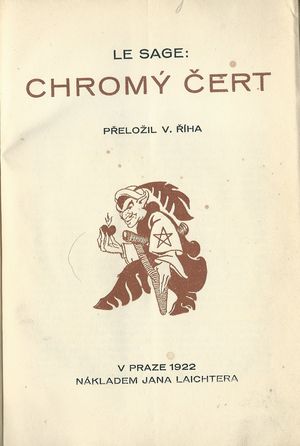 LE SAGE:
CHROMÝ ČERT
PŘELOŽIL V. ŘÍHA
V PRAZE 1922
NÁKLADEM JANA LAICHTERA